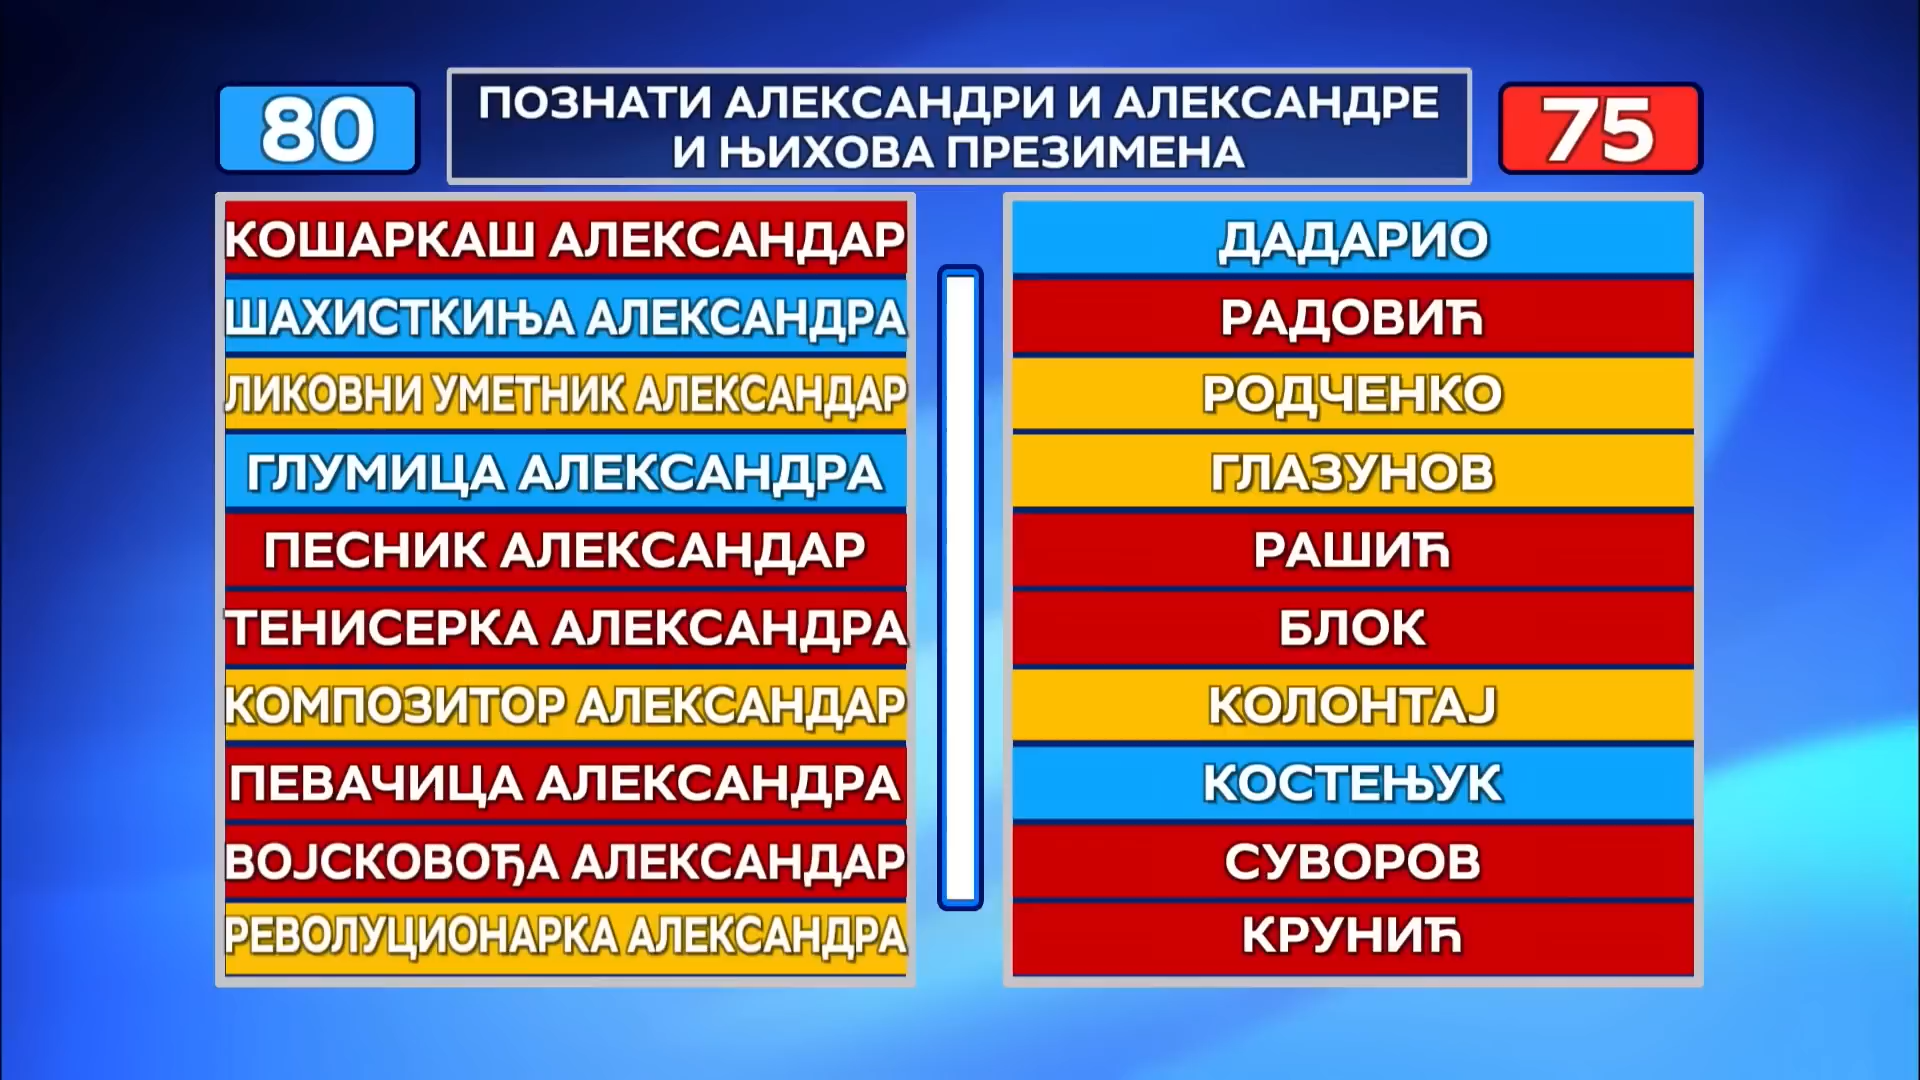 80
ПОЗНАТИ АЛЕКСАНДРИ И АЛЕКСАНДРЕ
И ЊИХОВА ПРЕЗИМЕНА
75
КОШАРКАШ АЛЕКСАНДАР
ДАДАРИО
ШАХИСТКИЊА АЛЕКСАНДРА
РАДОВИЋ
ЛИКОВНИ УМЕТНИК АЛЕКСАНДАР
РОДЧЕНКО
ГЛУМИЦА АЛЕКСАНДРА
ГЛАЗУНОВ
ПЕСНИК АЛЕКСАНДАР
РАШИЋ
ТЕНИСЕРКА АЛЕКСАНДРА
БЛОК
КОМПОЗИТОР АЛЕКСАНДАР
КОЛОНТАЈ
ПЕВАЧИЦА АЛЕКСАНДРА
КОСТЕЊУК
ВОЈСКОВОЂА АЛЕКСАНДАР
СУВОРОВ
РЕВОЛУЦИОНАРКА АЛЕКСАНДРА
КРУНИЋ